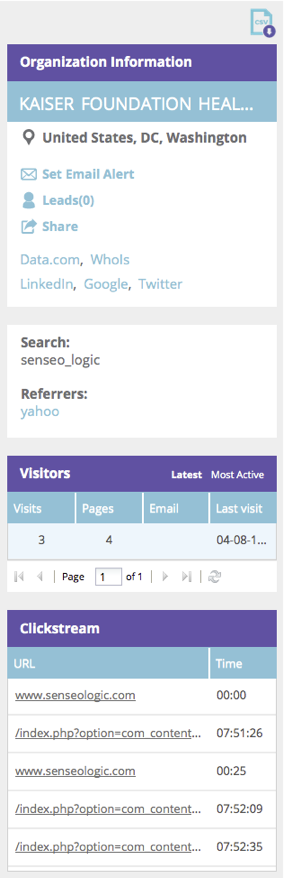 CSV
Organization Information
KAISER FOUNDATION HEAL...
United States, DC, Washington
Set Email Alert
Leads(0)
Share
Data.com, WhoIs
LinkedIn, Google, Twitter
Search:
senseo_logic
Referrers:
yahoo
Visitors Latest Most Active
Visits Pages Email Last visit
3 4 04-08-1...
Page 1 of 1
Clickstream
URL Time
www.senseologic.com 00:00
/index.php?option=com_content... 07:51:26
www.senseologic.com 00:25
/index.php?option=com_content... 07:52:09
/index.php?option=com_content... 07:52:35